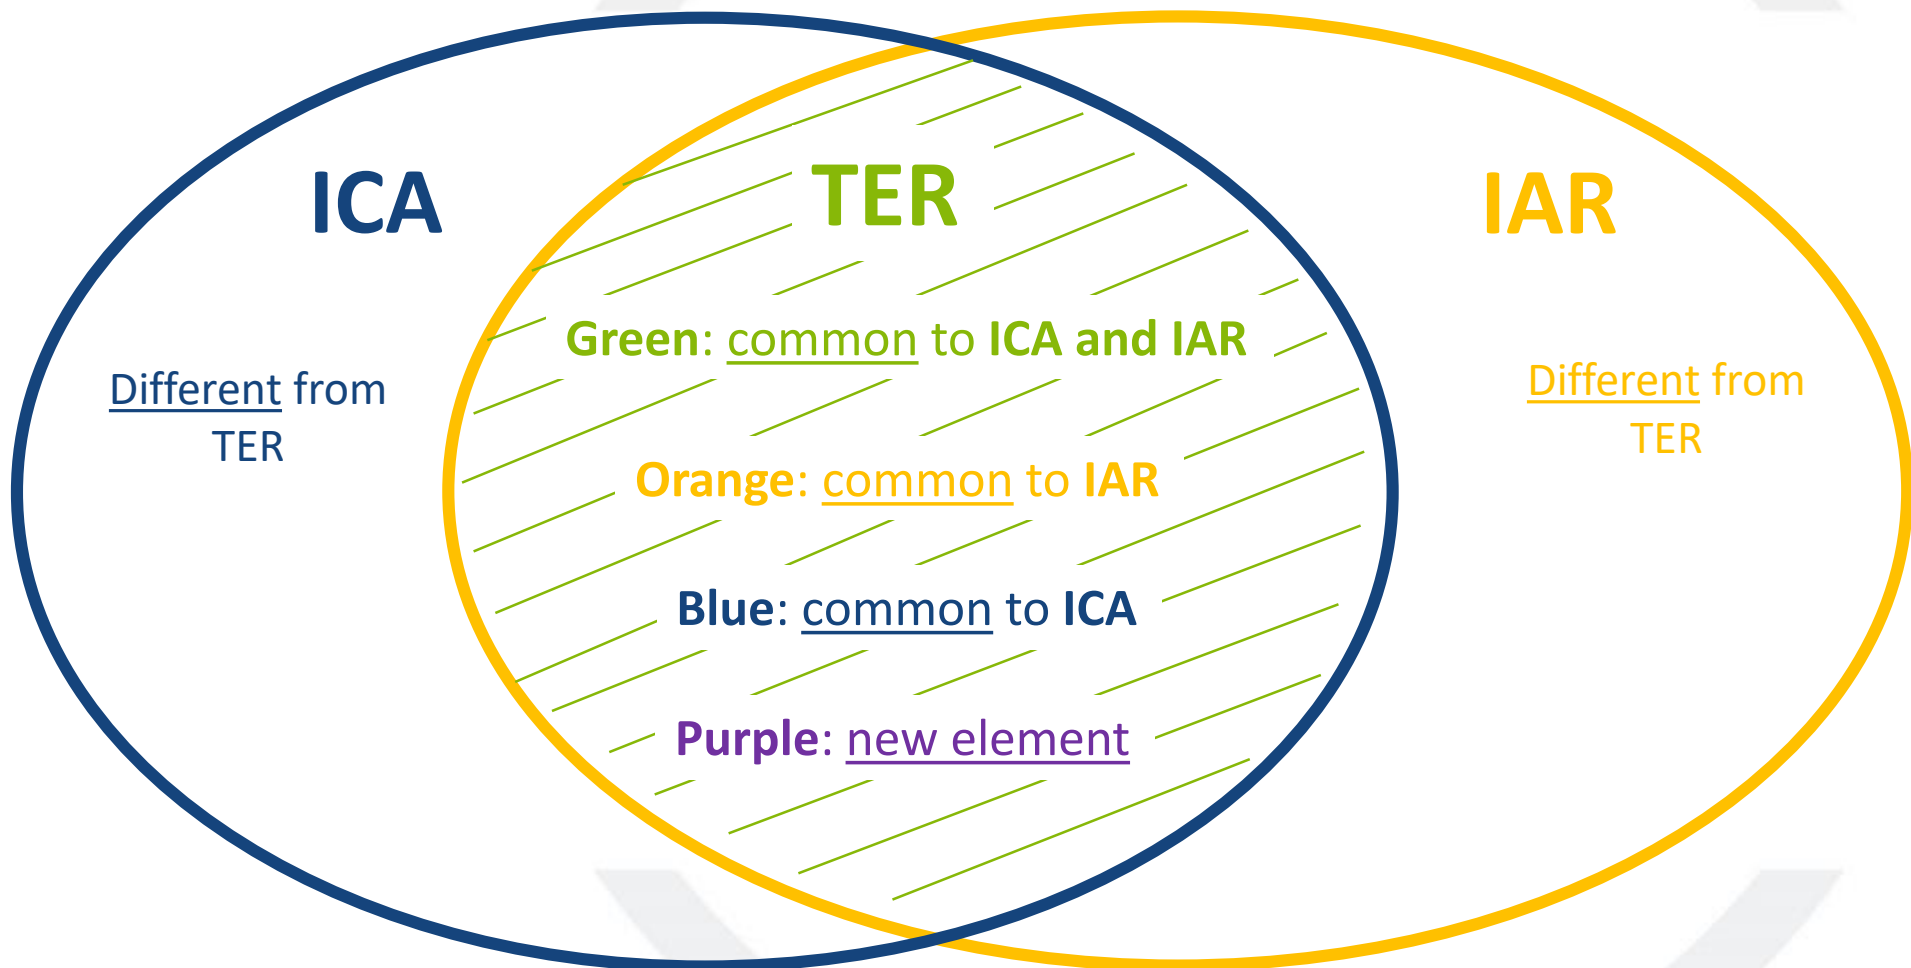 ICA
TER
IAR
Green: common to ICA and IAR
Different from
TER
Different from
TER
Orange: common to IAR
Blue: common to ICA
Purple: new element